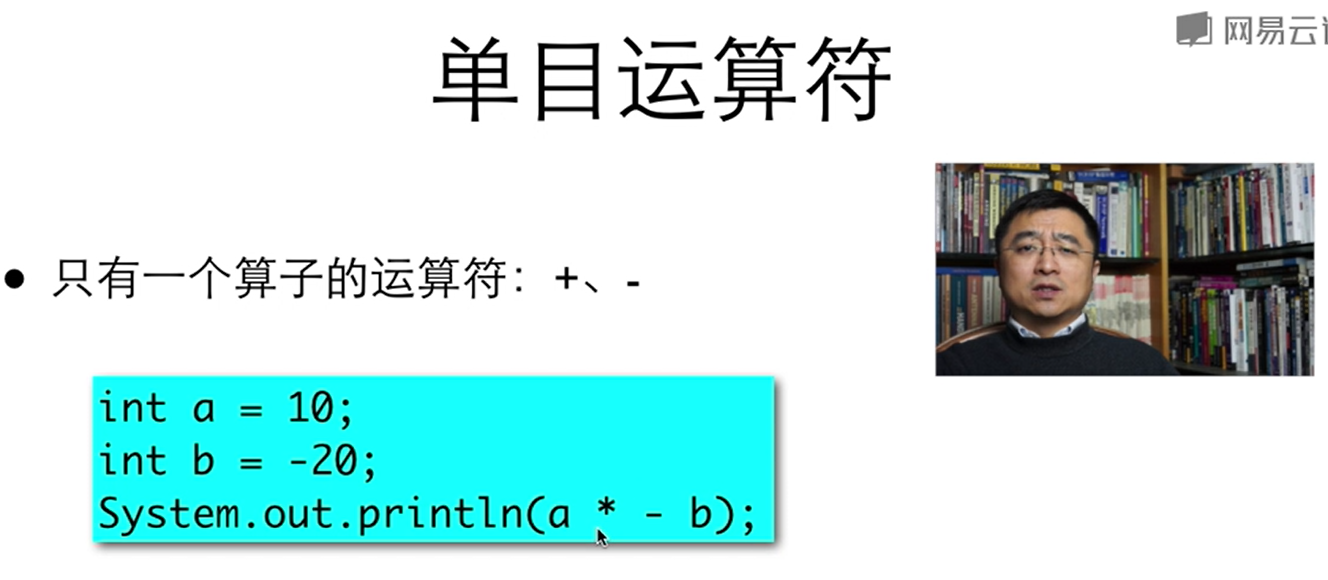 网易云
单目运算符
● 只有一个算子的运算符：+、-
int a = 10;
int b = -20;
System.out.println(a * - b);